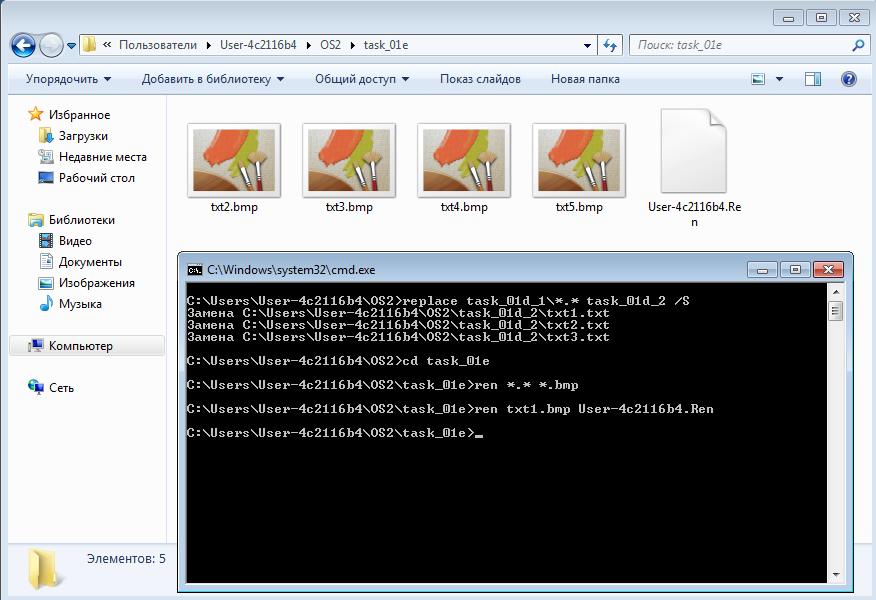 « Пользователи ▸ User-4c2116b4 ▸ OS2 ▸ task_01e
Поиск: task_01e
Упорядочить Добавить в библиотеку Общий доступ Показ слайдов Новая папка
Избранное
Загрузки
Недавние места
Рабочий стол
Библиотеки
Видео
Документы
Изображения
Музыка
Компьютер
Сеть
txt2.bmp
txt3.bmp
txt4.bmp
txt5.bmp
User-4c2116b4.Re
n
C:\Windows\system32\cmd.exe
C:\Users\User-4c2116b4\OS2>replace task_01d_1\*.* task_01d_2 /S
Замена C:\Users\User-4c2116b4\OS2\task_01d_2\txt1.txt
Замена C:\Users\User-4c2116b4\OS2\task_01d_2\txt2.txt
Замена C:\Users\User-4c2116b4\OS2\task_01d_2\txt3.txt
C:\Users\User-4c2116b4\OS2>cd task_01e
C:\Users\User-4c2116b4\OS2\task_01e>ren *.* *.bmp
C:\Users\User-4c2116b4\OS2\task_01e>ren txt1.bmp User-4c2116b4.Ren
C:\Users\User-4c2116b4\OS2\task_01e>_
Элементов: 5